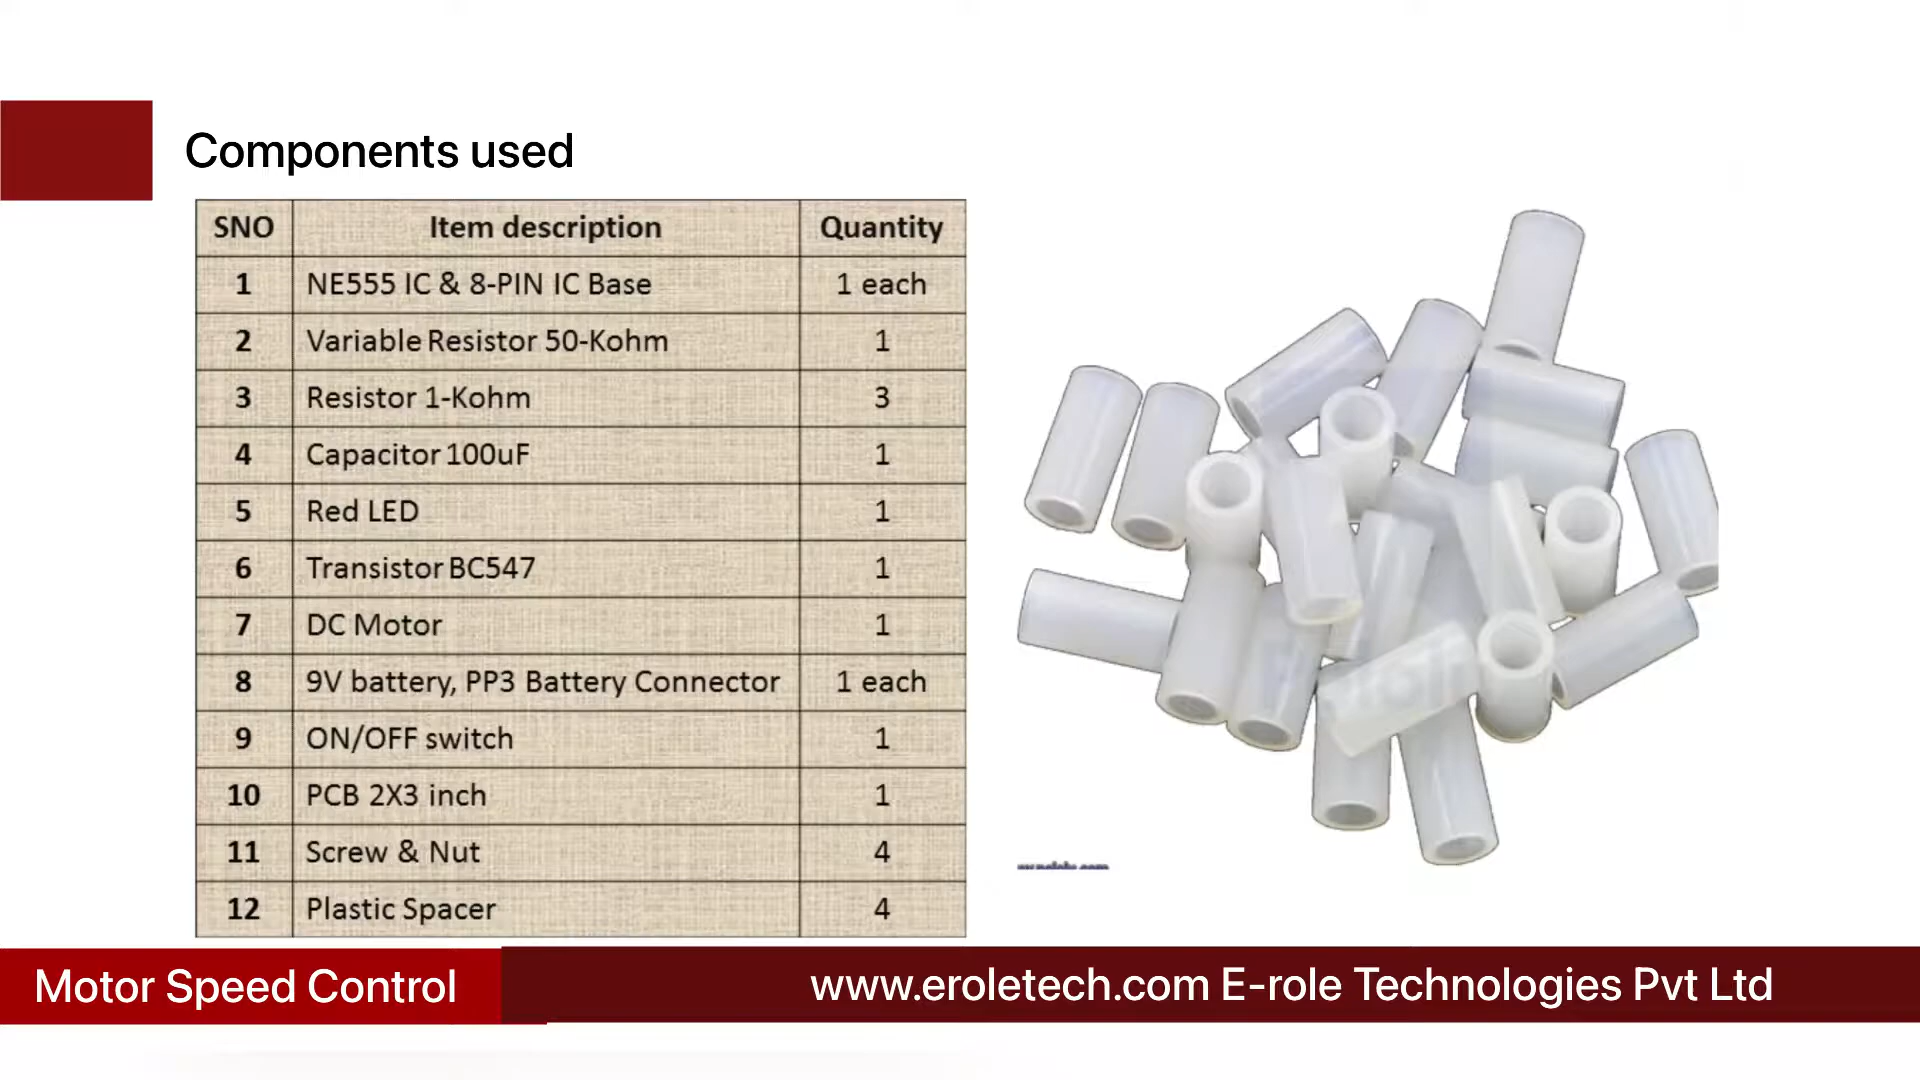 Components used
SNO Item description Quantity
1 NE555 IC & 8-PIN IC Base 1 each
2 Variable Resistor 50-Kohm 1
3 Resistor 1-Kohm 3
4 Capacitor 100uF 1
5 Red LED 1
6 Transistor BC547 1
7 DC Motor 1
8 9V battery, PP3 Battery Connector 1 each
9 ON/OFF switch 1
10 PCB 2X3 inch 1
11 Screw & Nut 4
12 Plastic Spacer 4
Motor Speed Control
www.eroletech.com E-role Technologies Pvt Ltd